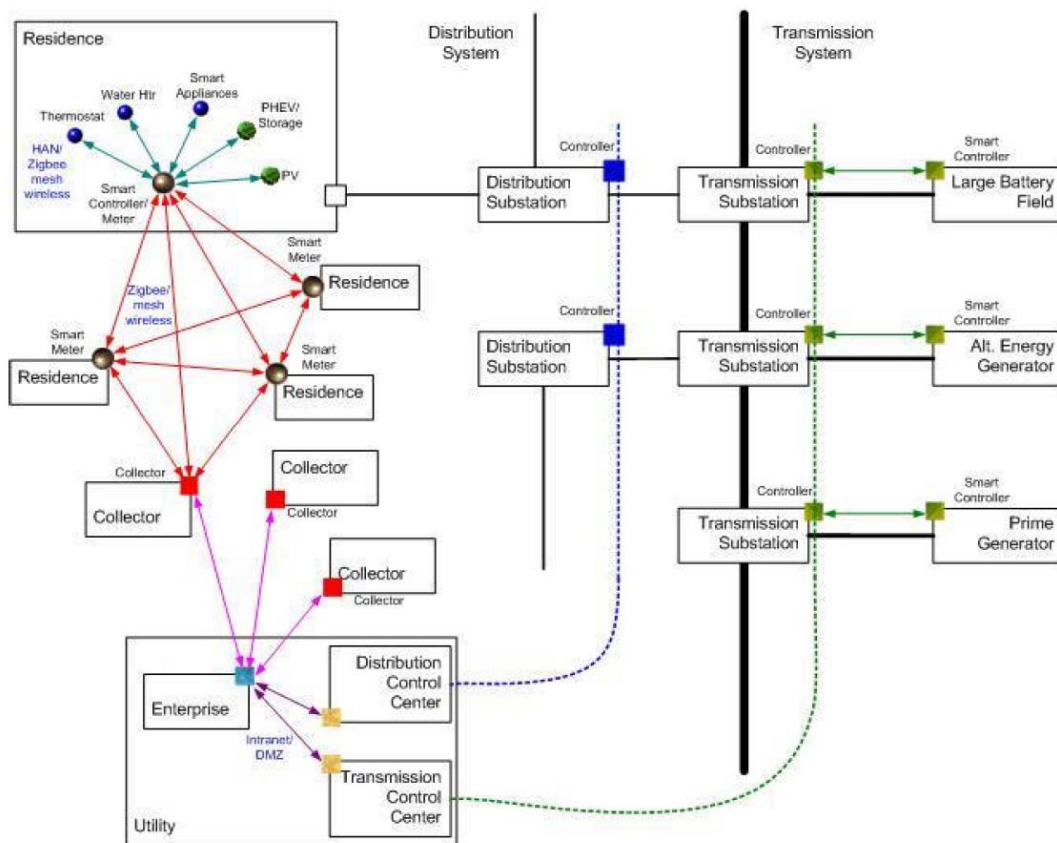 Residence
Smart
Appliances
Water Htr
PHEV/
Storage
Thermostat
HAN/
Zigbee
mesh
wireless
PV
Smart
Controller/
Meter
Distribution
System
Transmission
System
Controller
Distribution
Substation
Controller
Transmission
Substation
Smart
Controller
Large Battery
Field
Smart
Meter
Residence
Zigbee/
mesh
wireless
Smart
Meter
Residence
Smart
Meter
Residence
Controller
Distribution
Substation
Controller
Transmission
Substation
Smart
Controller
Alt. Energy
Generator
Collector
Collector
Collector
Collector
Collector
Collector
Controller
Transmission
Substation
Smart
Controller
Prime
Generator
Enterprise
Distribution
Control
Center
Intranet/
DMZ
Transmission
Control
Center
Utility